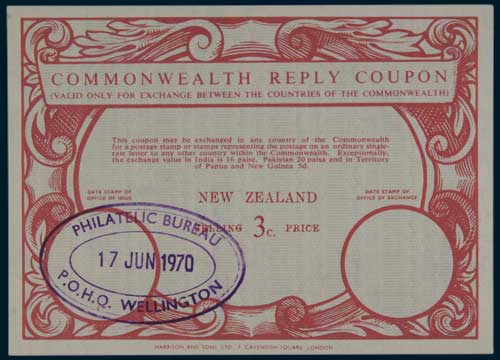 COMMONWEALTH REPLY COUPON
(VALID ONLY FOR EXCHANGE BETWEEN THE COUNTRIES OF THE COMMONWEALTH)
This coupon may be exchanged in any country of the Commonwealth
for a postage stamp or stamps representing the postage on an ordinary single-
rate letter to any other country within the Commonwealth. Exceptionally,
the exchange value in India is 16 paise, Pakistan 20 paisa and in Territory
of Papua and New Guinea 5d.
DATE STAMP OF
OFFICE OF ISSUE
NEW ZEALAND
SELLING 3c. PRICE
DATE STAMP OF
OFFICE OF EXCHANGE
PHILATELIC BUREAU
17 JUN 1970
P.O.H.Q. WELLINGTON
HARRISON AND SONS, LTD., 7, CAVENDISH-SQUARE, LONDON